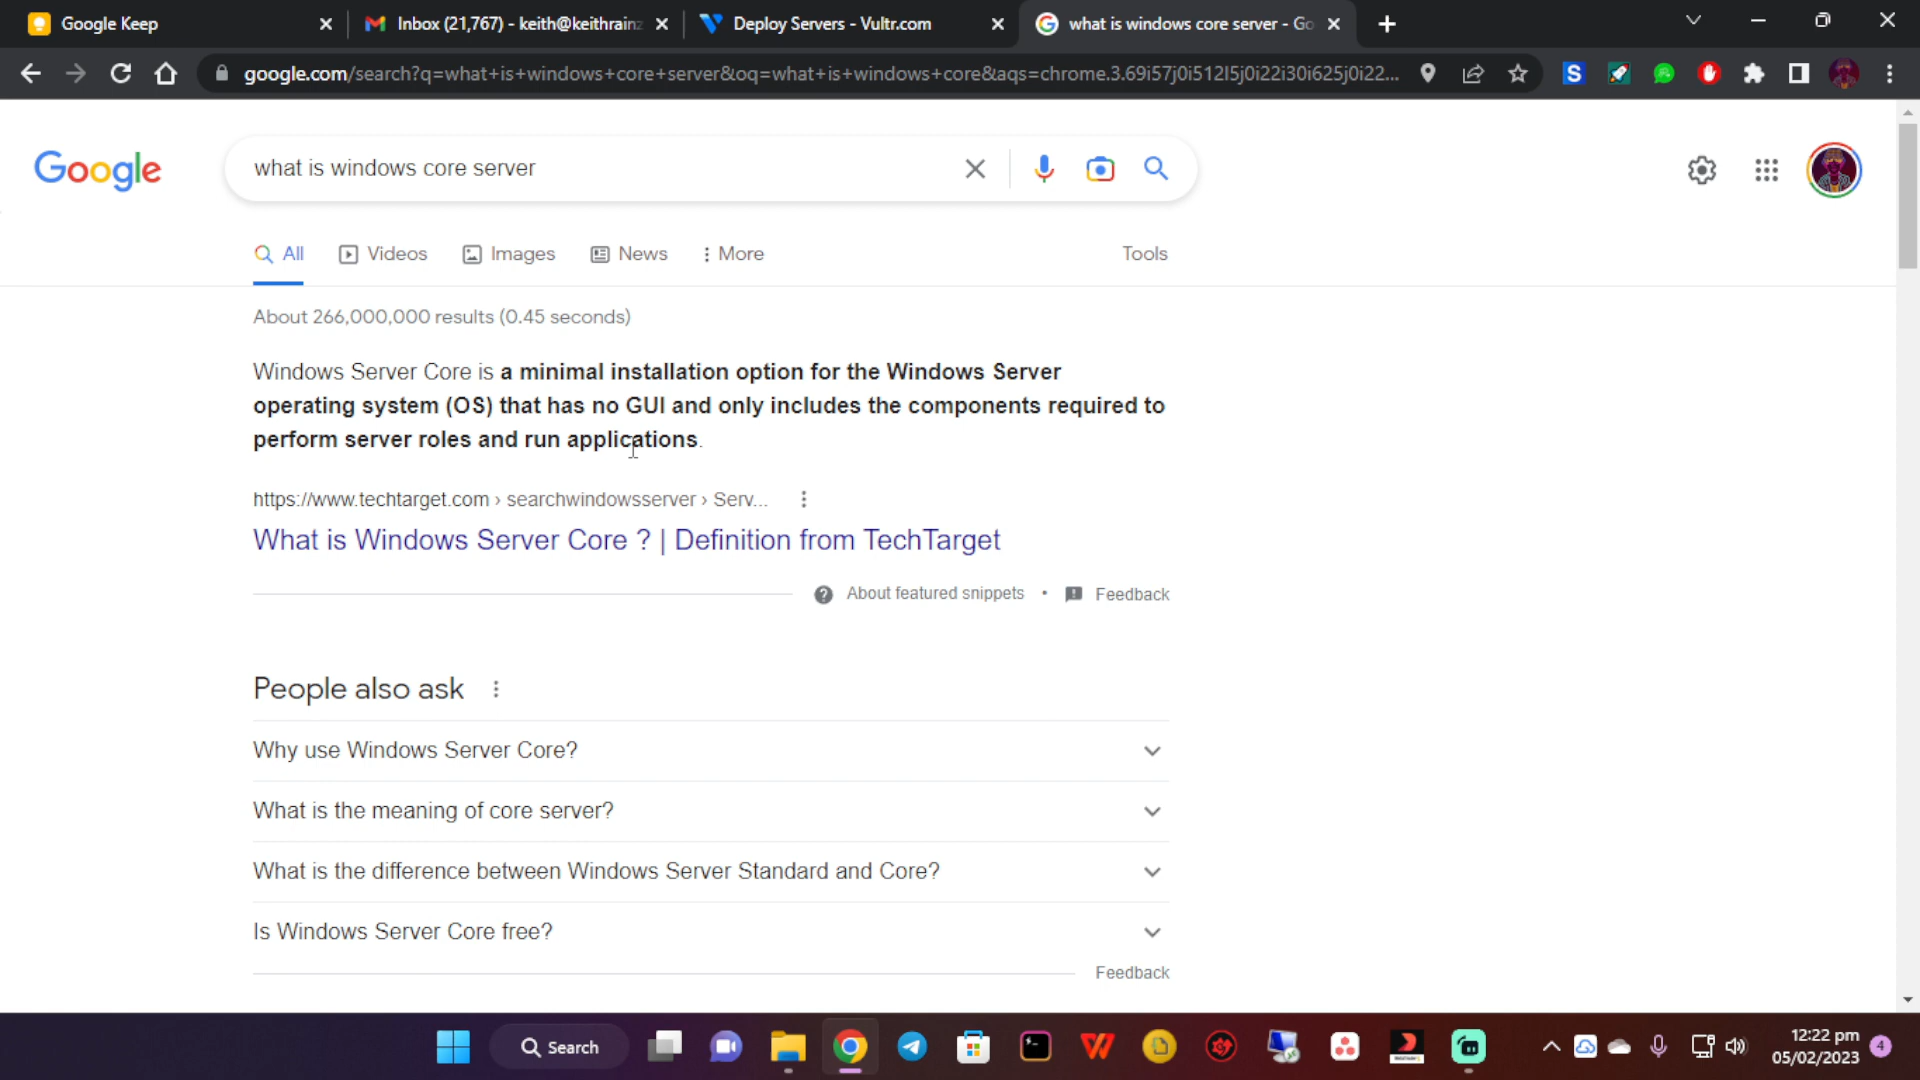 Google Keep
Inbox (21,767) - keith@keithrainz
Deploy Servers - Vultr.com
what is windows core server - Go
google.com/search?q=what+is+windows+core+server&oq=what+is+windows+core&aqs=chrome.3.69i57j0i512l5j0i22i30i625j0i22...
Google
what is windows core server
All
Videos
Images
News
More
Tools
About 266,000,000 results (0.45 seconds)
Windows Server Core is a minimal installation option for the Windows Server
operating system (OS) that has no GUI and only includes the components required to
perform server roles and run applications.
https://www.techtarget.com › searchwindowsserver › Serv...
What is Windows Server Core ? | Definition from TechTarget
About featured snippets • Feedback
People also ask
Why use Windows Server Core?
What is the meaning of core server?
What is the difference between Windows Server Standard and Core?
Is Windows Server Core free?
Feedback
Search
12:22 pm
05/02/2023
4